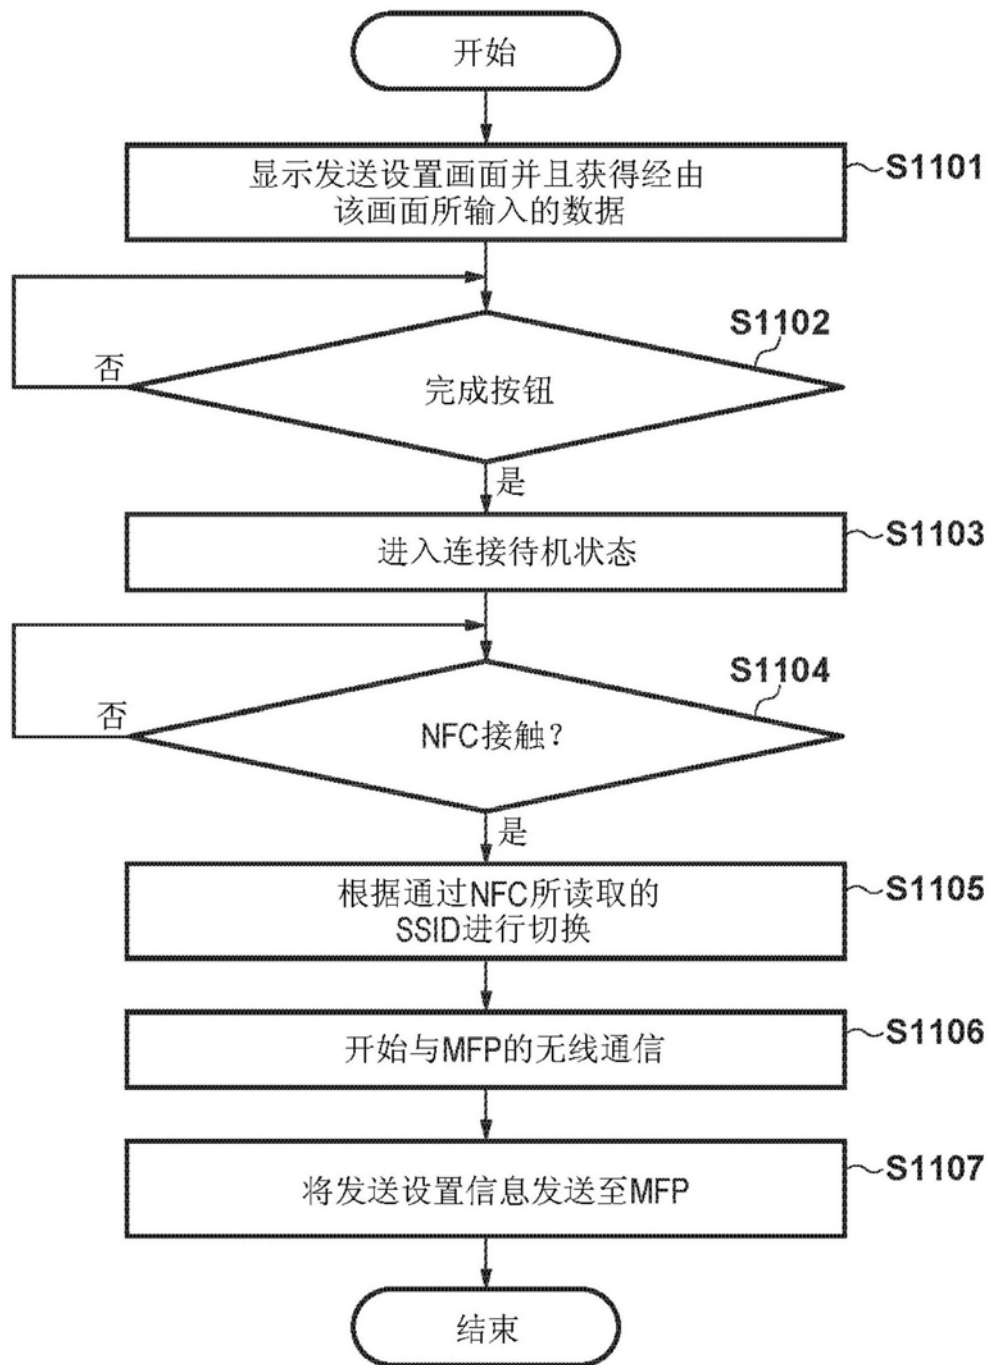 开始
显示发送设置画面并且获得经由
该画面所输入的数据
S1101
S1102
完成按钮
否
是
进入连接待机状态
S1103
S1104
NFC接触?
否
是
根据通过NFC所读取的
SSID进行切换
S1105
开始与MFP的无线通信
S1106
将发送设置信息发送至MFP
S1107
结束